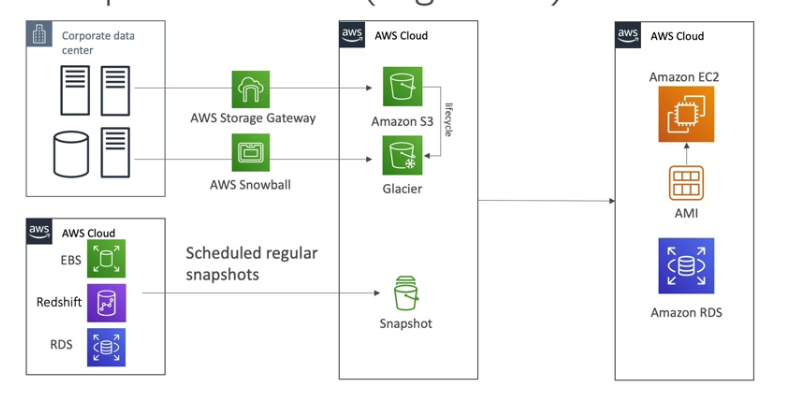 Corporate data
center
AWS Storage Gateway
AWS Snowball
aws
AWS Cloud
EBS
Redshift
RDS
Scheduled regular
snapshots
aws
AWS Cloud
Amazon S3
lifecycle
Glacier
Snapshot
aws
AWS Cloud
Amazon EC2
AMI
Amazon RDS